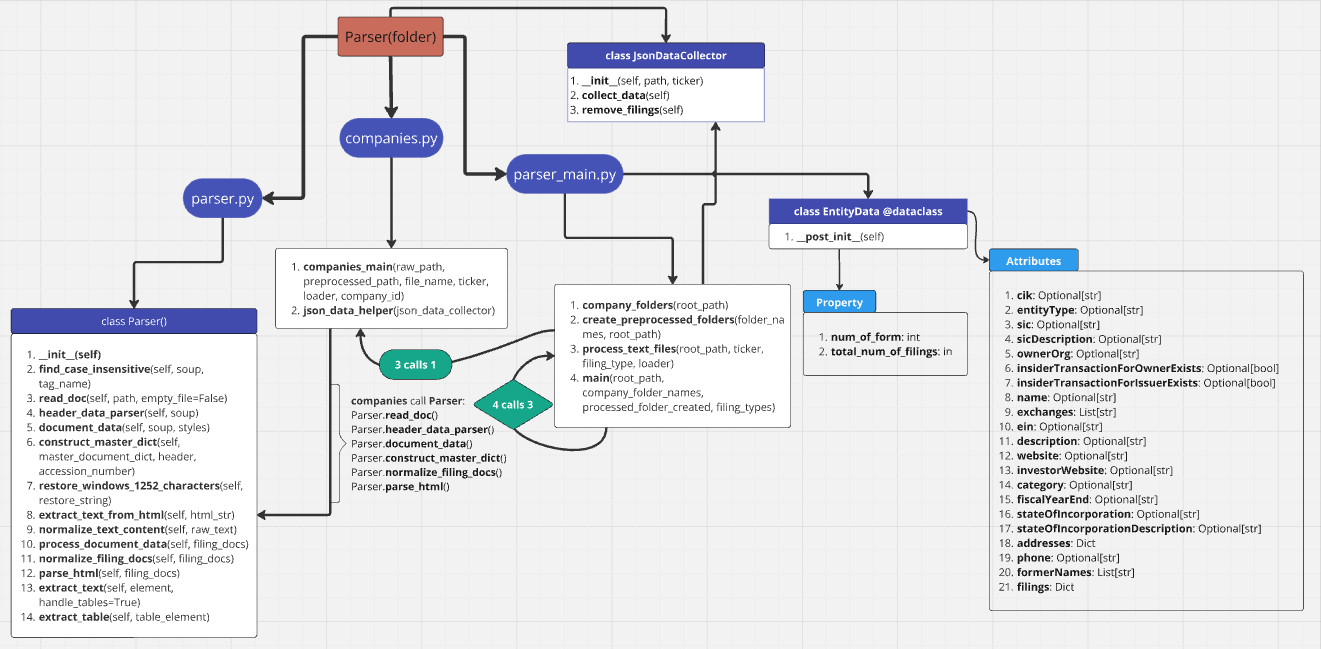 Parser(folder)
class JsonDataCollector
1. __init__(self, path, ticker)
2. collect_data(self)
3. remove_filings(self)
companies.py
parser_main.py
parser.py
class EntityData @dataclass
1. __post_init__(self)
Attributes
1. cik: Optional[str]
2. entityType: Optional[str]
3. sic: Optional[str]
4. sicDescription: Optional[str]
5. ownerOrg: Optional[str]
6. insiderTransactionForOwnerExists: Optional[bool]
7. insiderTransactionForIssuerExists: Optional[bool]
8. name: Optional[str]
9. exchanges: List[str]
10. ein: Optional[str]
11. description: Optional[str]
12. website: Optional[str]
13. investorWebsite: Optional[str]
14. category: Optional[str]
15. fiscalYearEnd: Optional[str]
16. stateOfIncorporation: Optional[str]
17. stateOfIncorporationDescription: Optional[str]
18. addresses: Dict
19. phone: Optional[str]
20. formerNames: List[str]
21. filings: Dict
Property
1. num_of_form: int
2. total_num_of_filings: in
1. companies_main(raw_path,
preprocessed_path, file_name, ticker,
loader, company_id)
2. json_data_helper(json_data_collector)
1. company_folders(root_path)
2. create_preprocessed_folders(folder_na
mes, root_path)
3. process_text_files(root_path, ticker,
filing_type, loader)
4. main(root_path,
company_folder_names,
processed_folder_created, filing_types)
3 calls 1
4 calls 3
companies call Parser:
Parser.read_doc()
Parser.header_data_parser()
Parser.document_data()
Parser.construct_master_dict()
Parser.normalize_filing_docs()
Parser.parse_html()
class Parser()
1. __init__(self)
2. find_case_insensitive(self, soup,
tag_name)
3. read_doc(self, path, empty_file=False)
4. header_data_parser(self, soup)
5. document_data(self, soup, styles)
6. construct_master_dict(self,
master_document_dict, header,
accession_number)
7. restore_windows_1252_characters(self,
restore_string)
8. extract_text_from_html(self, html_str)
9. normalize_text_content(self, raw_text)
10. process_document_data(self, filing_docs)
11. normalize_filing_docs(self, filing_docs)
12. parse_html(self, filing_docs)
13. extract_text(self, element,
handle_tables=True)
14. extract_table(self, table_element)